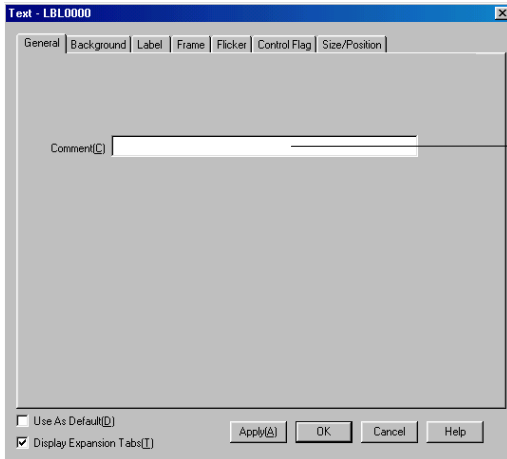 Text - LBL0000
General Background Label Frame Flicker Control Flag Size/Position
Comment(C)
Use As Default(D)
Display Expansion Tabs(T)
Apply(A) OK Cancel Help